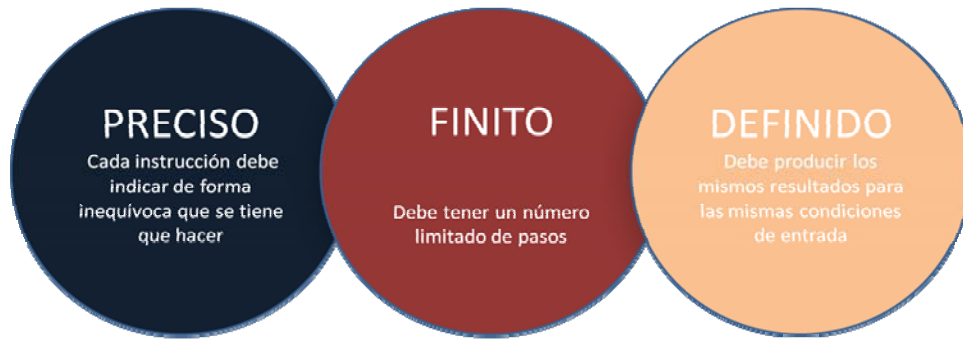 PRECISO
Cada instrucción debe
indicar de forma
inequívoca que se tiene
que hacer
FINITO
Debe tener un número
limitado de pasos
DEFINIDO
Debe producir los
mismos resultados para
las mismas condiciones
de entrada